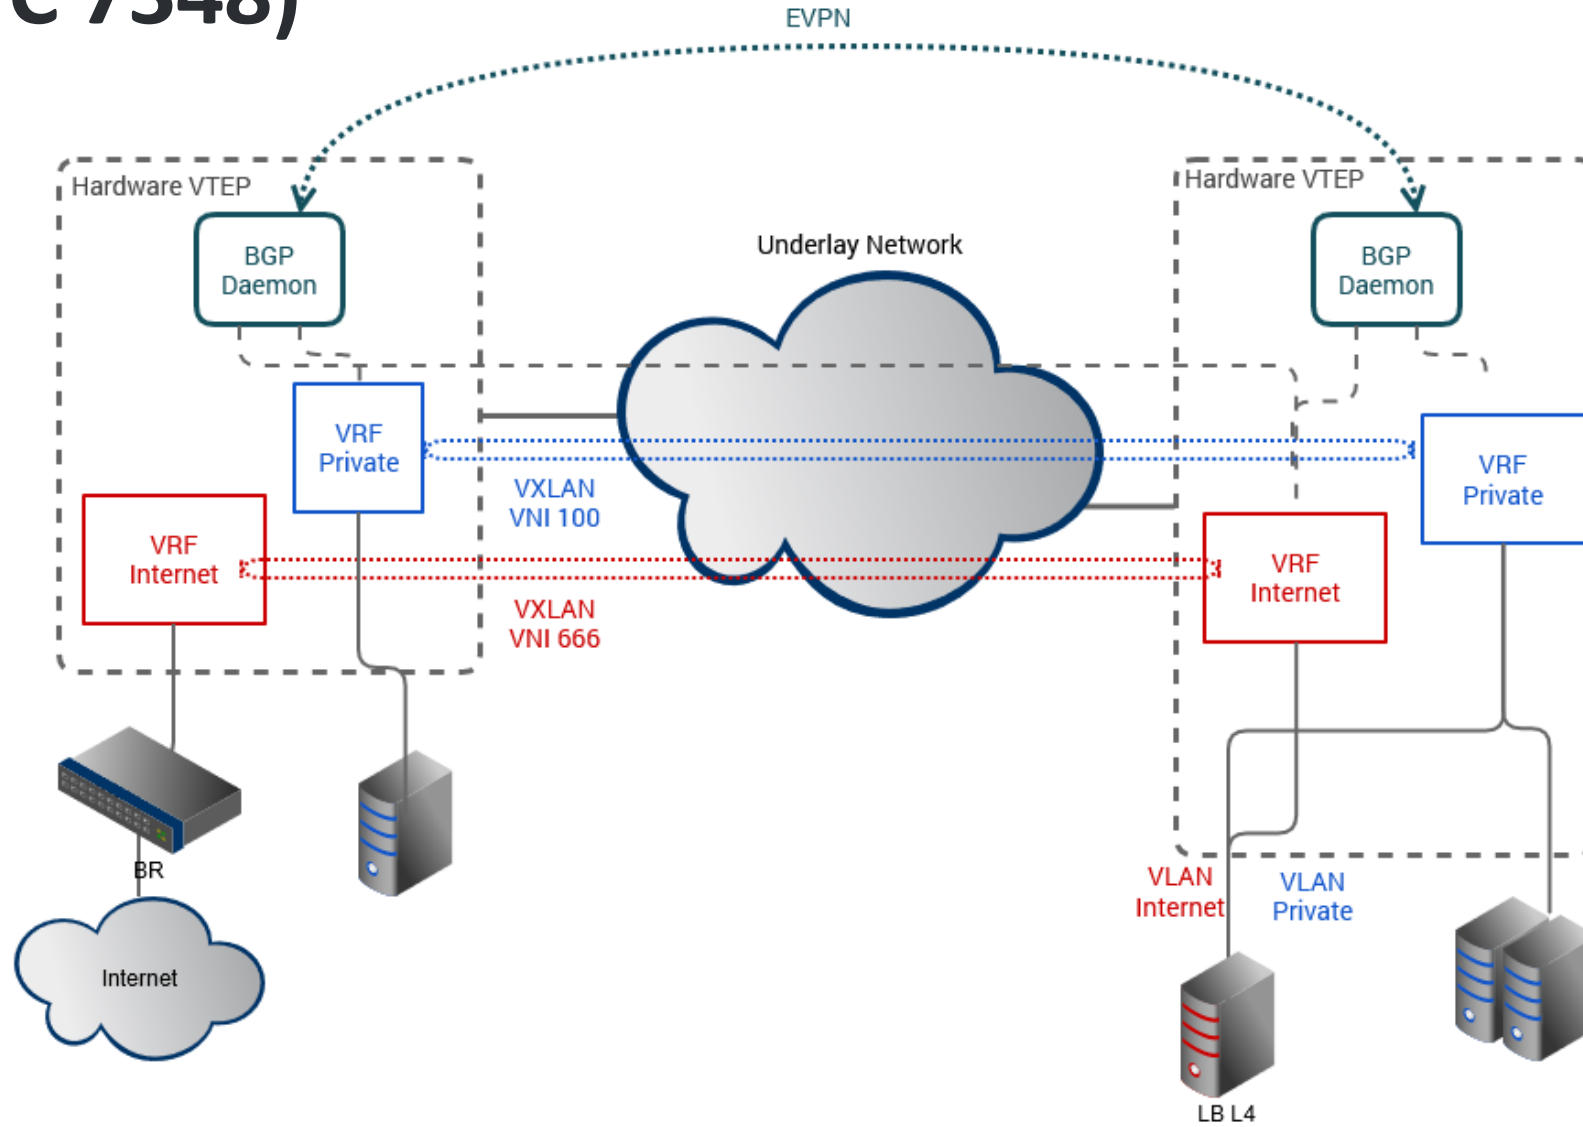 C 7348)
EVPN
Hardware VTEP
Hardware VTEP
BGP
Daemon
BGP
Daemon
Underlay Network
VRF
Private
VRF
Private
VXLAN
VNI 100
VRF
Internet
VRF
Internet
VXLAN
VNI 666
BR
VLAN
Internet
VLAN
Private
Internet
LB L4